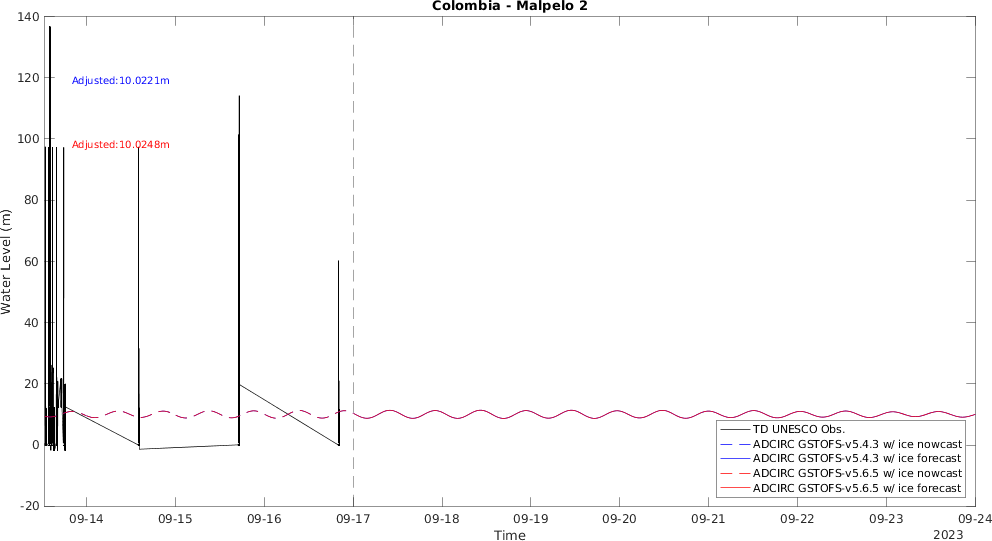 Colombia - Malpelo 2
140
120
100
80
60
40
20
0
-20
Water Level (m)
Adjusted:10.0221m
Adjusted:10.0248m
TD UNESCO Obs.
ADCIRC GSTOFS-v5.4.3 w/ ice nowcast
ADCIRC GSTOFS-v5.4.3 w/ ice forecast
ADCIRC GSTOFS-v5.6.5 w/ ice nowcast
ADCIRC GSTOFS-v5.6.5 w/ ice forecast
09-14 09-15 09-16 09-17 09-18 09-19 09-20 09-21 09-22 09-23 09-24
Time
2023